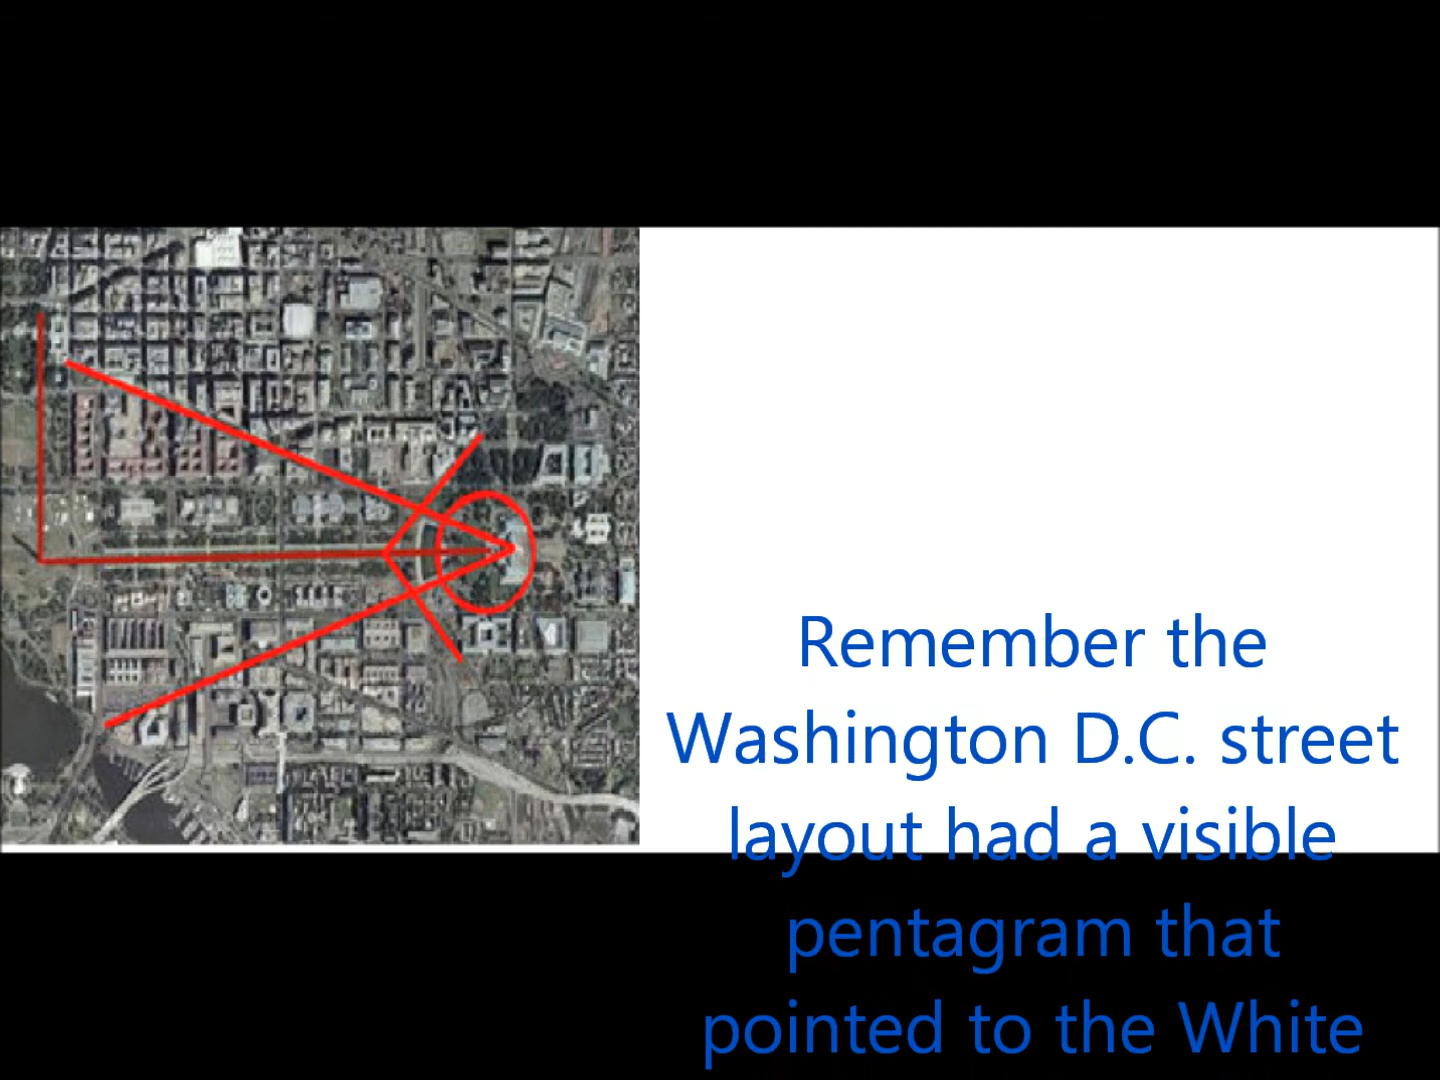 Remember the
Washington D.C. street
layout had a visible
pentagram that
pointed to the White